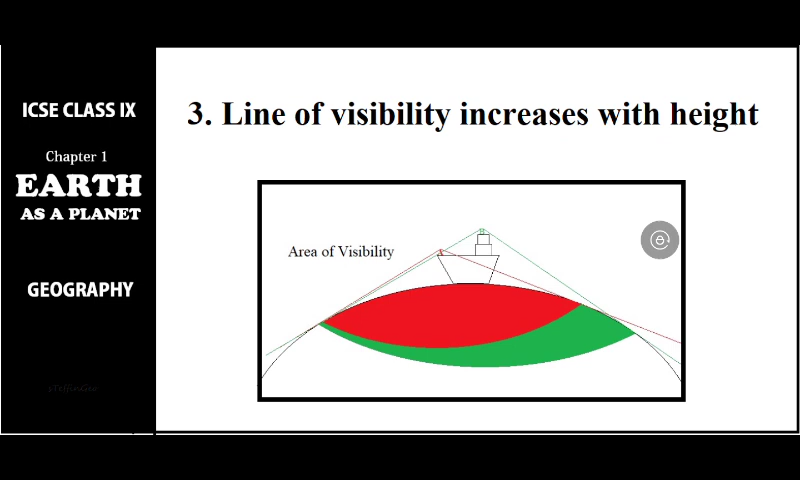 ICSE CLASS IX
Chapter 1
EARTH
AS A PLANET
GEOGRAPHY
3. Line of visibility increases with height
Area of Visibility